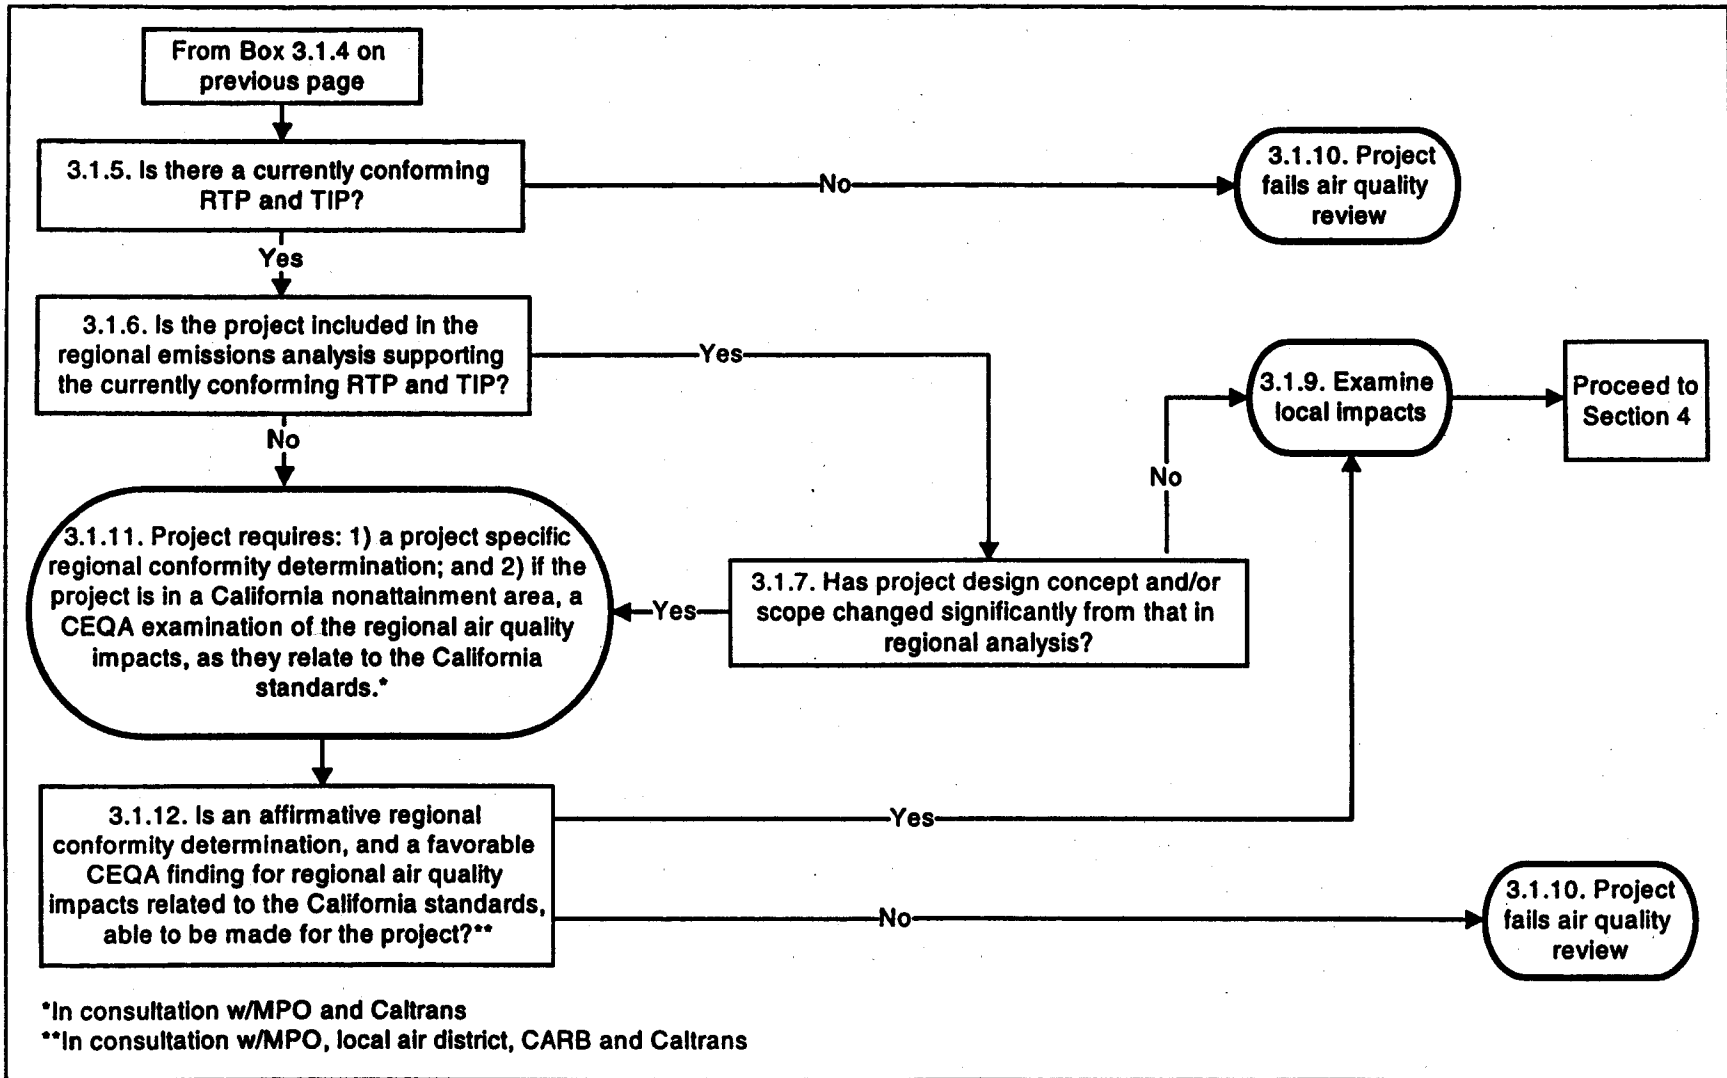 From Box 3.1.4 on
previous page
3.1.5. Is there a currently conforming
RTP and TIP?
No
3.1.10. Project
fails air quality
review
Yes
3.1.6. Is the project included in the
regional emissions analysis supporting
the currently conforming RTP and TIP?
Yes
3.1.9. Examine
local impacts
Proceed to
Section 4
No
No
3.1.11. Project requires: 1) a project specific
regional conformity determination; and 2) if the
project is in a California nonattainment area, a
CEQA examination of the regional air quality
impacts, as they relate to the California
standards.*
Yes
3.1.7. Has project design concept and/or
scope changed significantly from that in
regional analysis?
3.1.12. Is an affirmative regional
conformity determination, and a favorable
CEQA finding for regional air quality
impacts related to the California standards,
able to be made for the project?**
Yes
No
3.1.10. Project
fails air quality
review
*In consultation w/MPO and Caltrans
**In consultation w/MPO, local air district, CARB and Caltrans